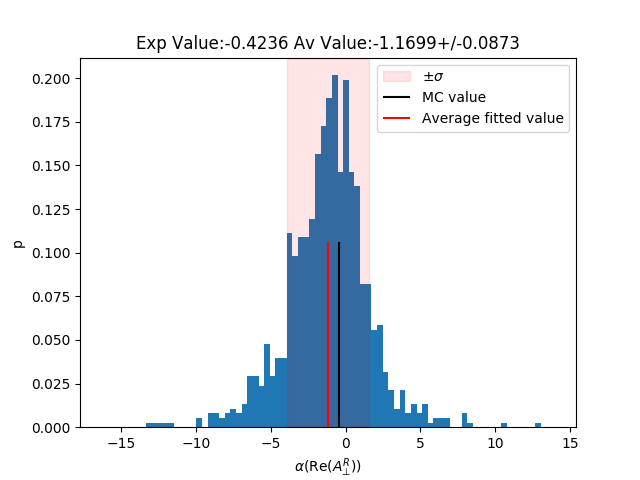 Exp Value:-0.4236 Av Value:-1.1699+/-0.0873
±σ
MC value
Average fitted value
p
0.200
0.175
0.150
0.125
0.100
0.075
0.050
0.025
0.000
−15 −10 −5 0 5 10 15
α(Re(A⊥ᴿ))